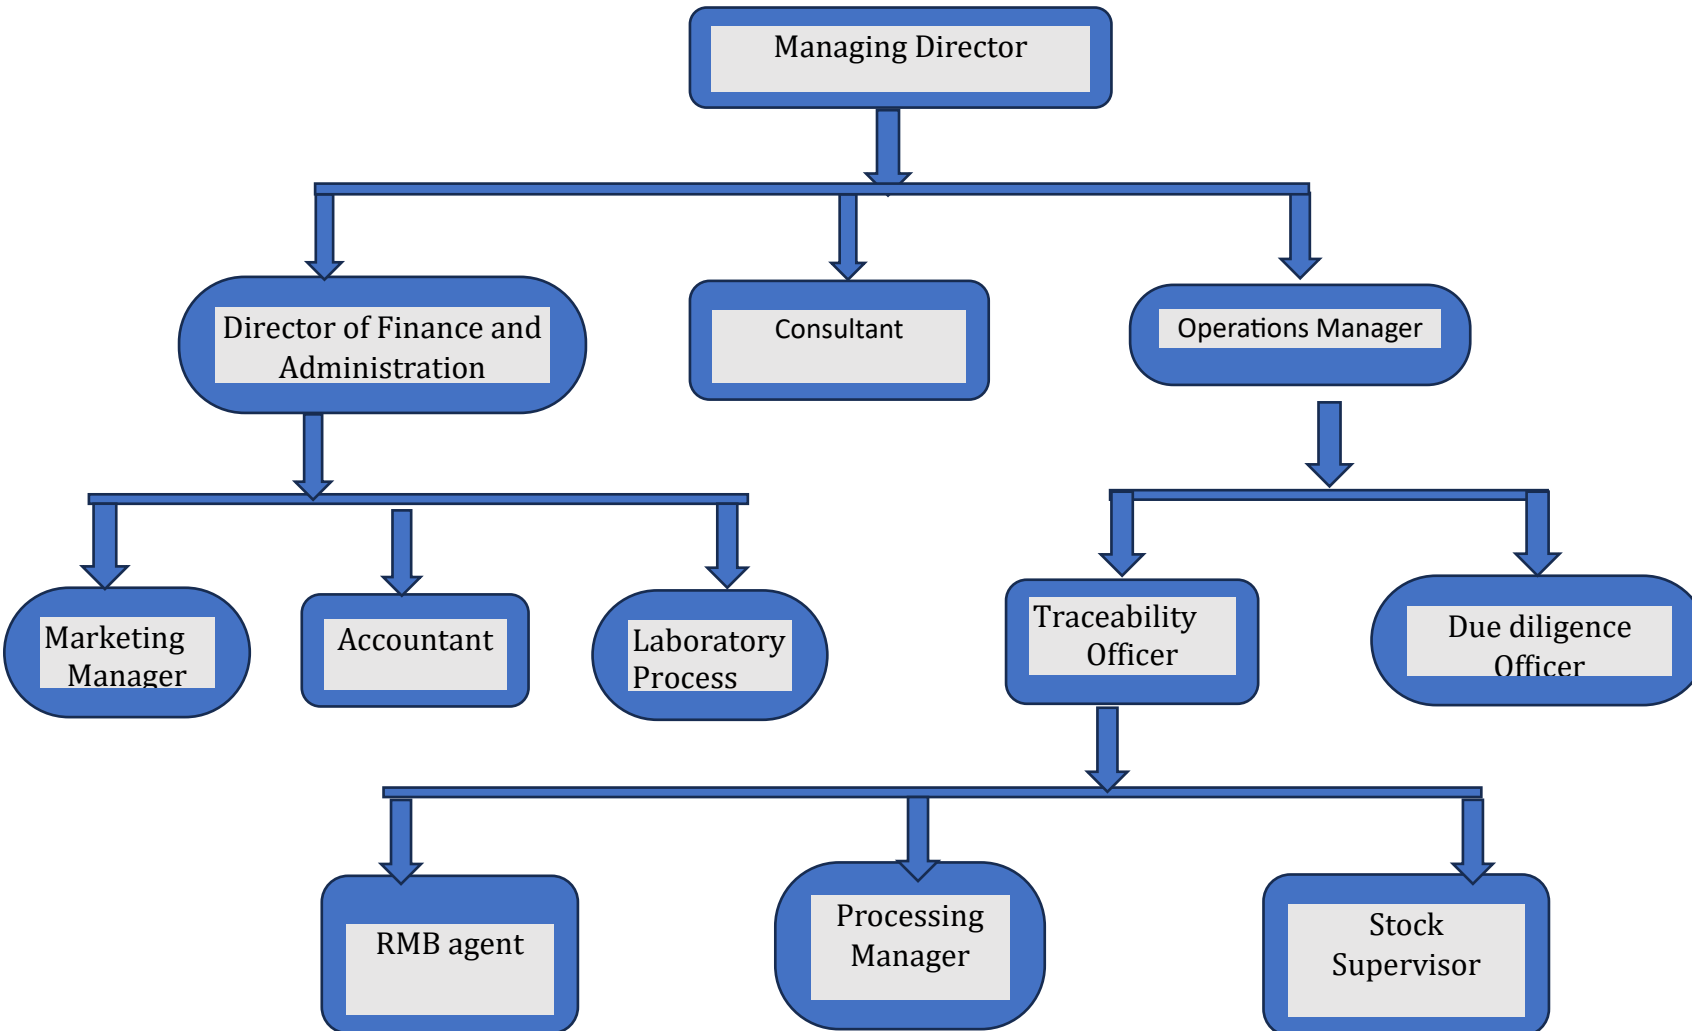 Managing Director
Director of Finance and
Administration
Consultant
Operations Manager
Marketing
Manager
Accountant
Laboratory
Process
Traceability
Officer
Due diligence
Officer
RMB agent
Processing
Manager
Stock
Supervisor